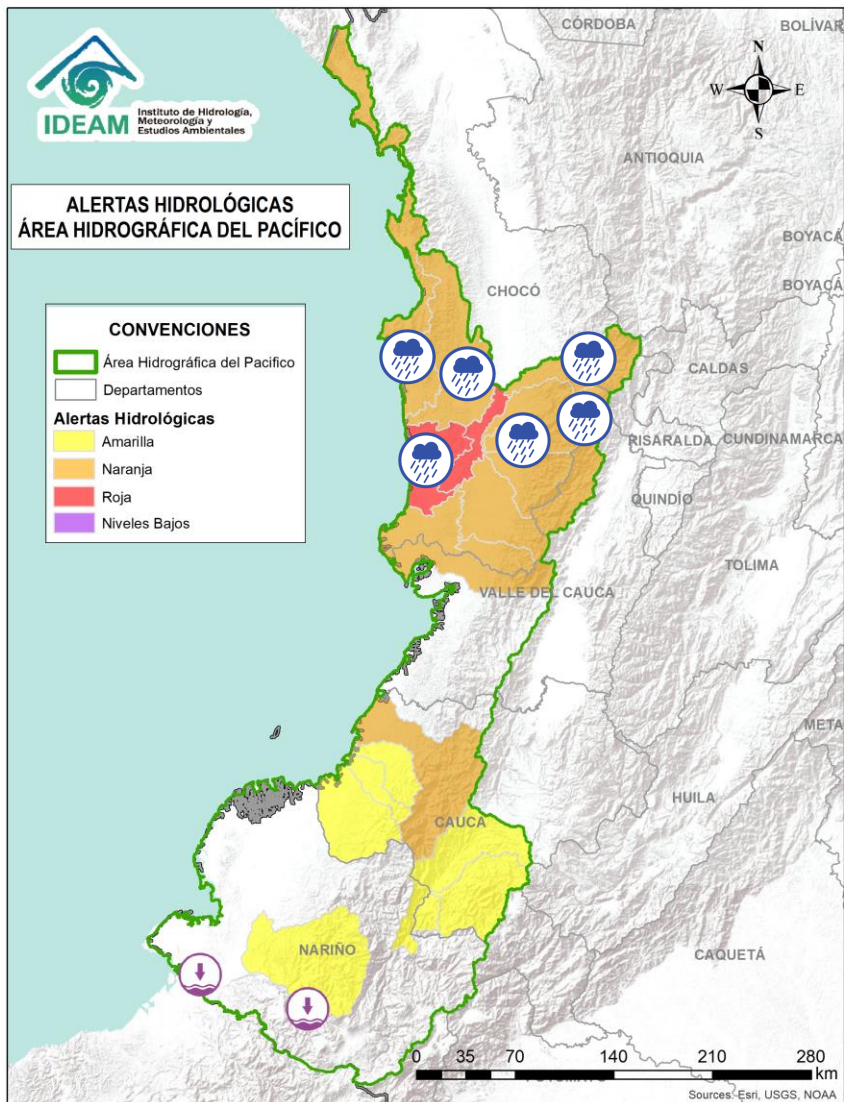 CÓRDOBA
BOLÍVAR
IDEAM
Instituto de Hidrología,
Meteorología y
Estudios Ambientales
N
W E
S
ANTIOQUIA
ALERTAS HIDROLÓGICAS
ÁREA HIDROGRÁFICA DEL PACÍFICO
BOYACÁ
BOYACÁ
CHOCÓ
CONVENCIONES
Área Hidrográfica del Pacifico
Departamentos
Alertas Hidrológicas
Amarilla
Naranja
Roja
Niveles Bajos
CALDAS
RISARALDA
CUNDINAMARCA
QUINDÍO
TOLIMA
VALLE DEL CAUCA
META
HUILA
CAUCA
NARIÑO
CAQUETÁ
0 35 70 140 210 280
km
Sources: Esri, USGS, NOAA